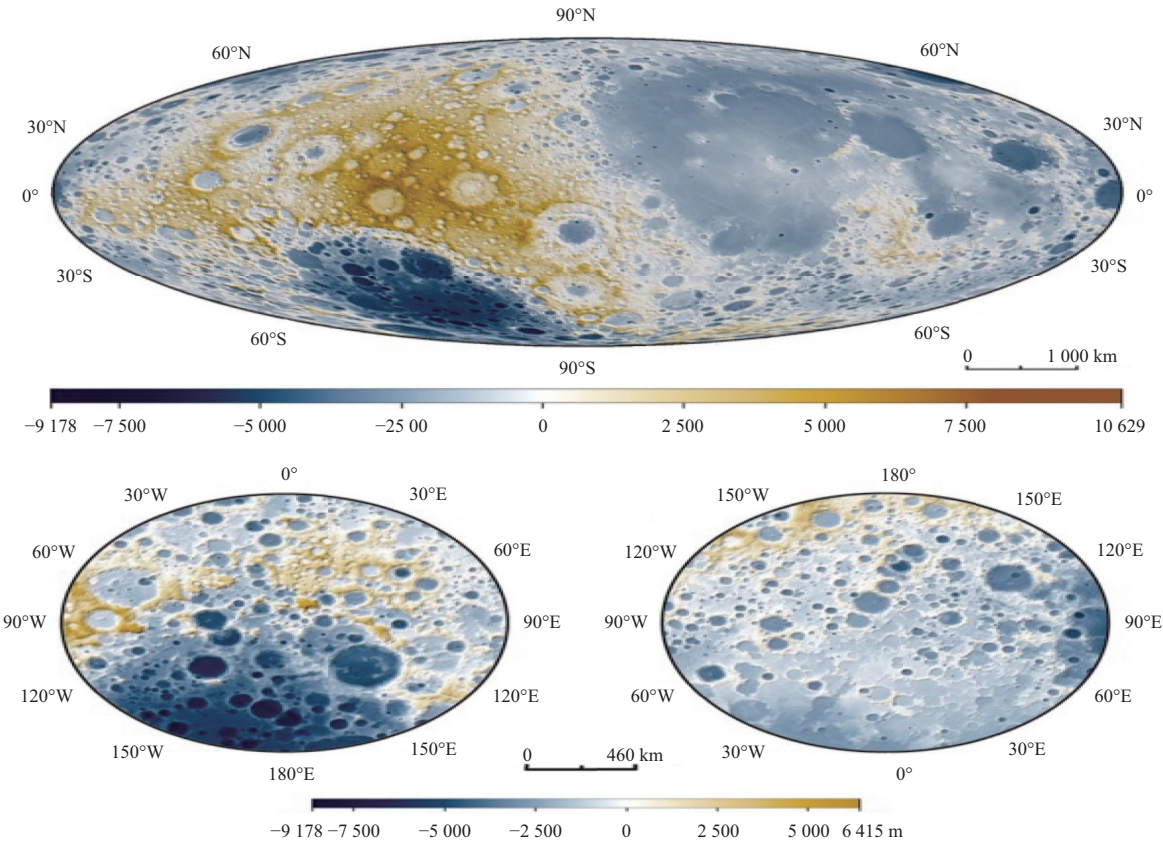 90°N
60°N 60°N
30°N 30°N
0° 0°
30°S 30°S
60°S 60°S
90°S
0 1 000 km
−9 178 −7 500 −5 000 −25 00 0 2 500 5 000 7 500 10 629
0° 180°
30°W 30°E 150°W 150°E
60°W 60°E 120°W 120°E
90°W 90°E 90°W 90°E
120°W 120°E 60°W 60°E
150°W 150°E 30°W 30°E
180°E 0°
0 460 km
−9 178 −7 500 −5 000 −2 500 0 2 500 5 000 6 415 m